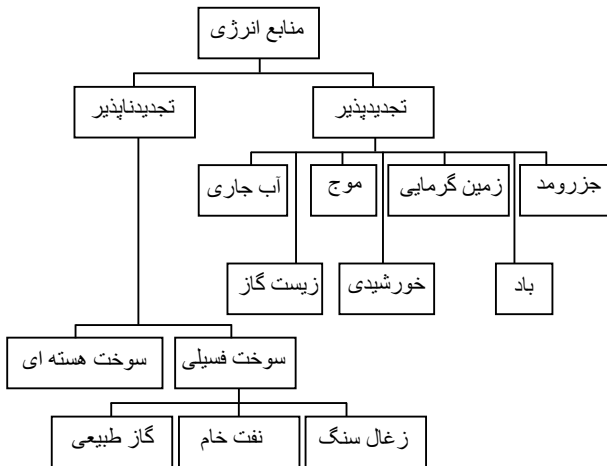 منابع انرژی
تجدیدپذیر
تجدیدناپذیر
جزرومد
زمین گرمایی
موج
آب جاری
باد
خورشیدی
زیست گاز
سوخت فسیلی
سوخت هسته ای
زغال سنگ
نفت خام
گاز طبیعی